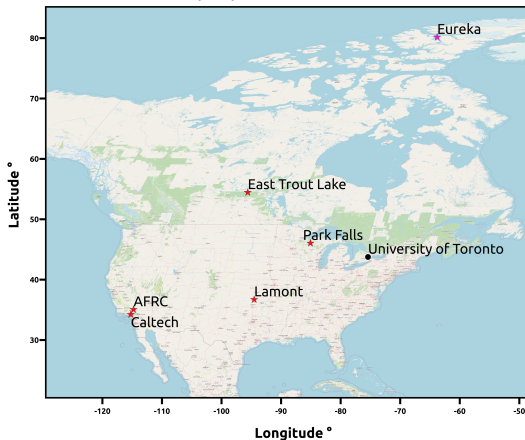 Eureka
East Trout Lake
Park Falls
University of Toronto
Lamont
AFRC
Caltech
Latitude °
80
70
60
50
40
30
-120
-110
-100
-90
-80
-70
-60
-50
Longitude °